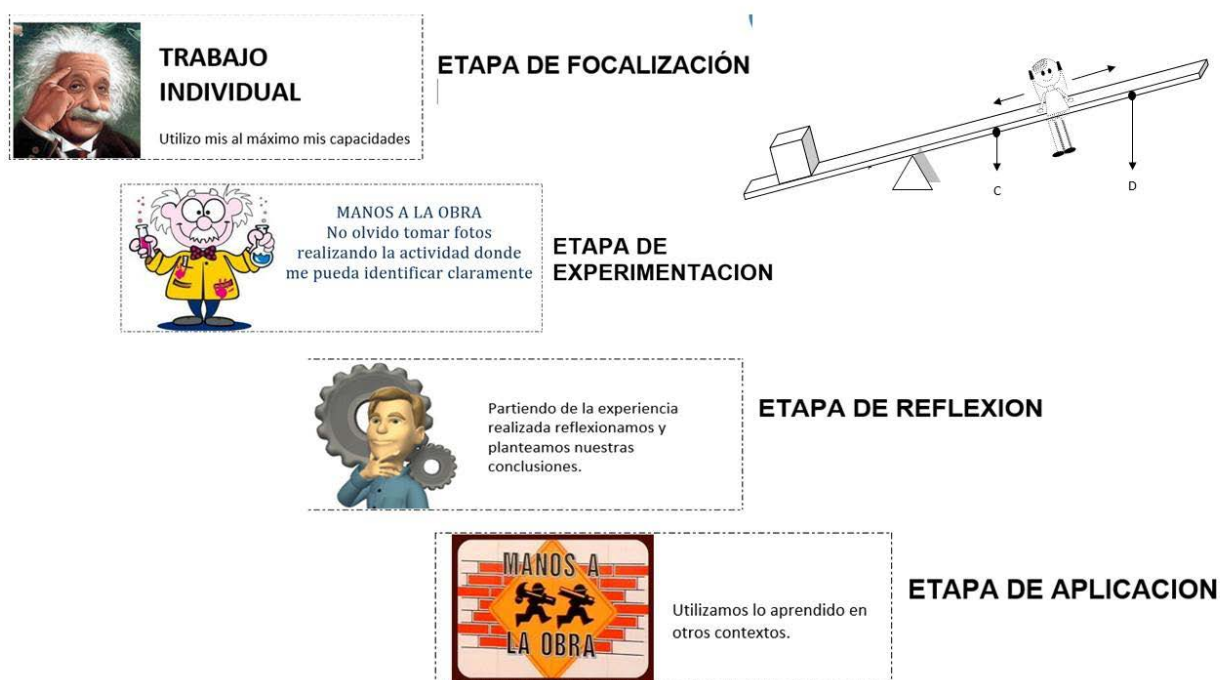 TRABAJO
INDIVIDUAL
Utilizo mis al máximo mis capacidades
ETAPA DE FOCALIZACIÓN
C
D
MANOS A LA OBRA
No olvido tomar fotos
realizando la actividad donde
me pueda identificar claramente
ETAPA DE
EXPERIMENTACION
Partiendo de la experiencia
realizada reflexionamos y
planteamos nuestras
conclusiones.
ETAPA DE REFLEXION
MANOS A
LA OBRA
Utilizamos lo aprendido en
otros contextos.
ETAPA DE APLICACION